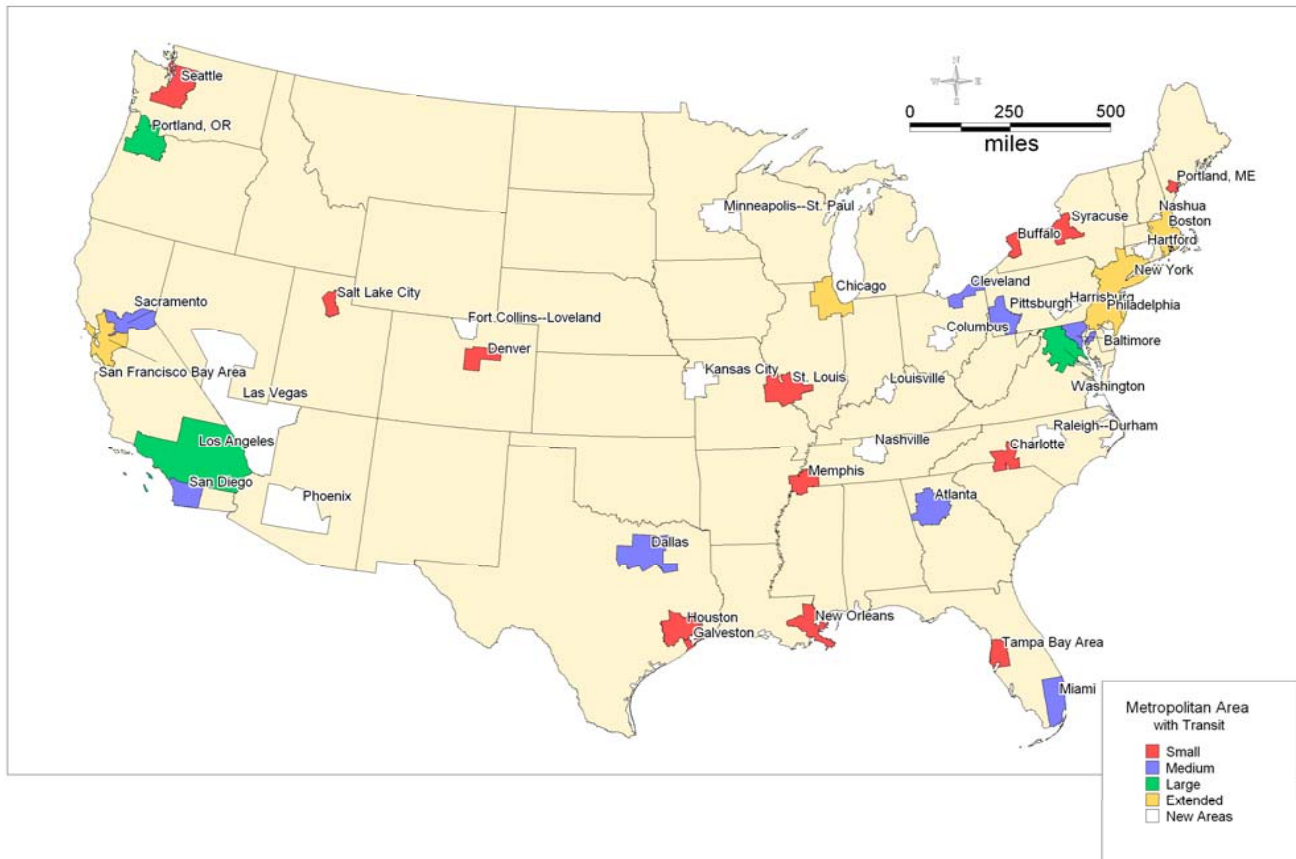 Seattle
Portland, OR
N
W E
S
0 250 500
miles
Portland, ME
Minneapolis--St. Paul
Nashua
Syracuse
Boston
Buffalo
Hartford
New York
Chicago
Cleveland
Sacramento
Salt Lake City
Pittsburgh
Harrisburg
Philadelphia
Fort Collins--Loveland
Columbus
Baltimore
Denver
San Francisco Bay Area
Kansas City
St. Louis
Louisville
Washington
Las Vegas
Raleigh--Durham
Los Angeles
Nashville
Charlotte
Memphis
San Diego
Phoenix
Atlanta
Dallas
Houston
New Orleans
Galveston
Tampa Bay Area
Miami
Metropolitan Area
with Transit
Small
Medium
Large
Extended
New Areas